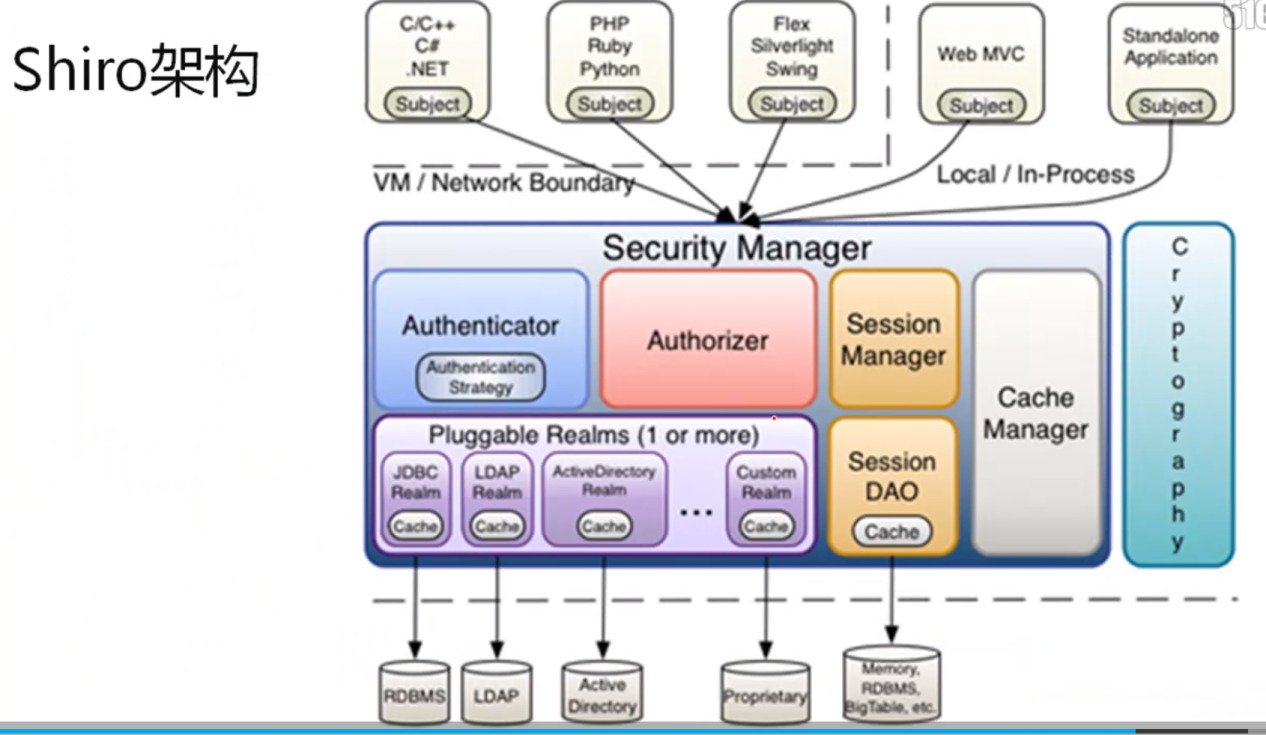 Shiro架构
C/C++
C#
.NET
Subject
PHP
Ruby
Python
Subject
Flex
Silverlight
Swing
Subject
Web MVC
Subject
Standalone
Application
Subject
VM / Network Boundary
Local / In-Process
Security Manager
Authenticator
Authentication
Strategy
Authorizer
Session
Manager
Cache
Manager
Cryptography
Pluggable Realms (1 or more)
JDBC
Realm
Cache
LDAP
Realm
Cache
ActiveDirectory
Realm
Cache
...
Custom
Realm
Cache
Session
DAO
Cache
RDBMS
LDAP
Active
Directory
Proprietary
Memory,
RDBMS,
BigTable, etc.